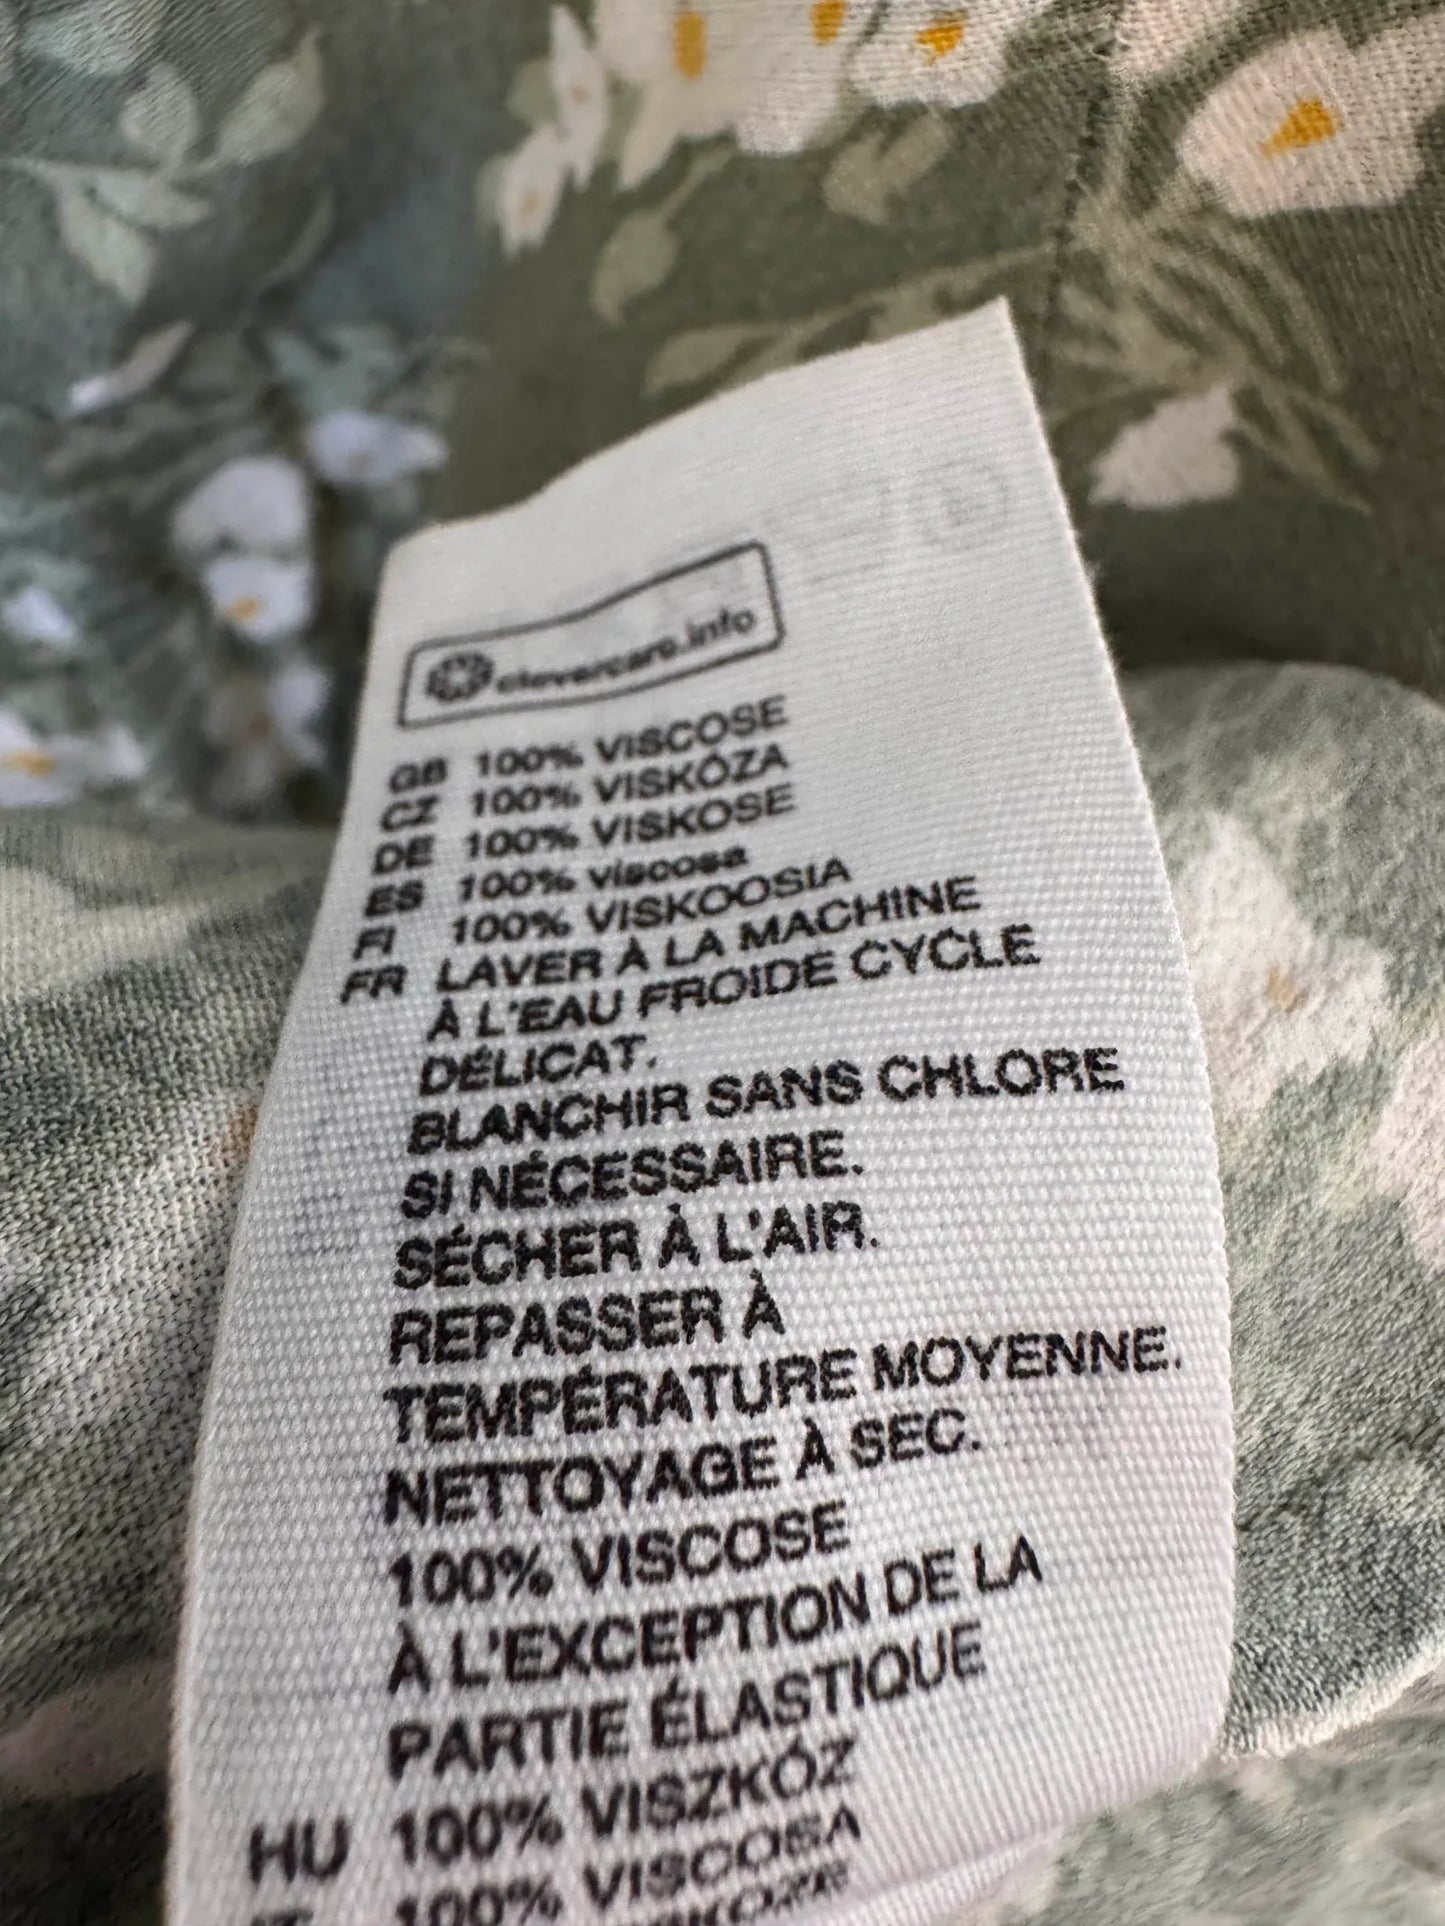 clevercare.info
GB 100% VISCOSE
CZ 100% VISKÓZA
DE 100% VISKOSE
ES 100% viscosa
FI 100% VISKOOSIA
FR LAVER À LA MACHINE
À L'EAU FROIDE CYCLE
DÉLICAT.
BLANCHIR SANS CHLORE
SI NÉCESSAIRE.
SÉCHER À L'AIR.
REPASSER À
TEMPÉRATURE MOYENNE.
NETTOYAGE À SEC.
100% VISCOSE
À L'EXCEPTION DE LA
PARTIE ÉLASTIQUE
HU 100% VISZKÓZ
100% VISCOSA